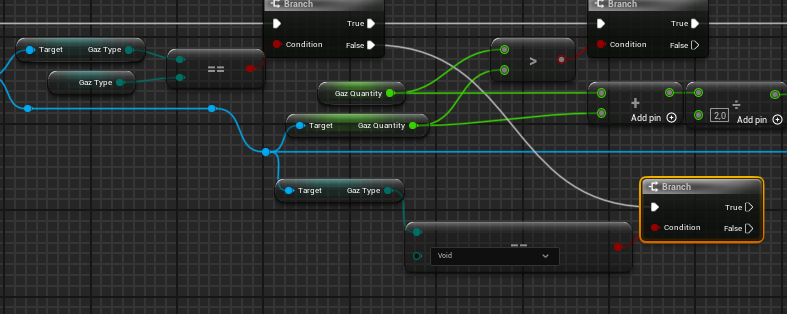 Branch
True
Condition
False
Branch
True
Condition
False
Target
Gaz Type
==
Gaz Type
>
Gaz Quantity
+
Add pin
2,0
÷
Add pin
Target
Gaz Quantity
Target
Gaz Type
==
Void
Branch
True
Condition
False